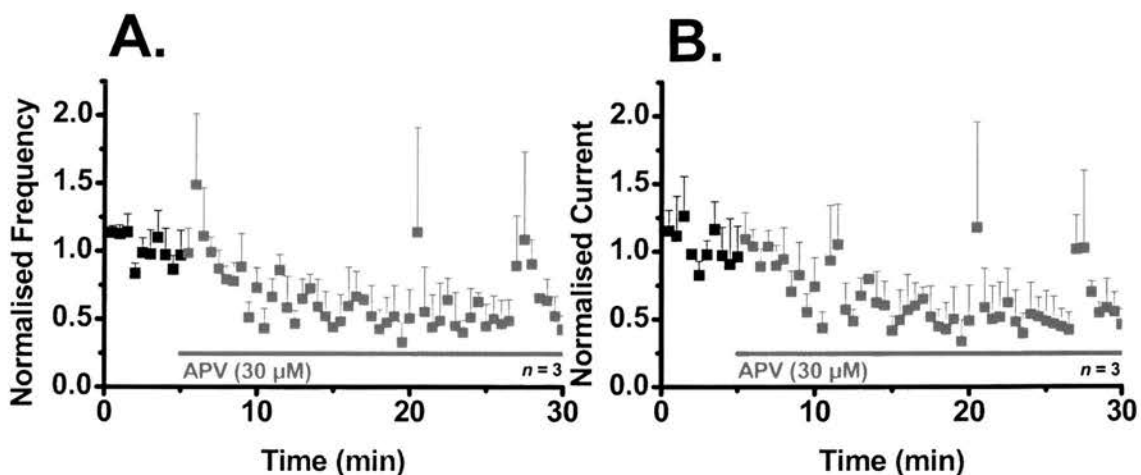 A.
Normalised Frequency
2.0
1.5
1.0
0.5
0.0
APV (30 µM)
n = 3
0 10 20 30
Time (min)
B.
Normalised Current
2.0
1.5
1.0
0.5
0.0
APV (30 µM)
n = 3
0 10 20 30
Time (min)